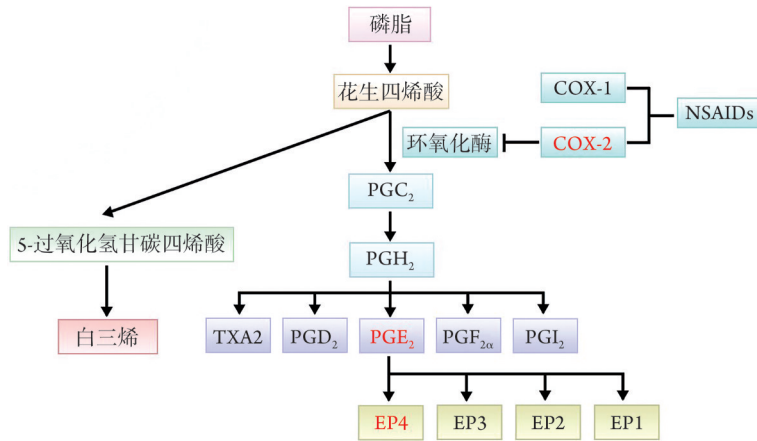 磷脂
花生四烯酸
COX-1
NSAIDs
环氧化酶
COX-2
PGC₂
5-过氧化氢甘碳四烯酸
PGH₂
白三烯
TXA2
PGD₂
PGE₂
PGF₂α
PGI₂
EP4
EP3
EP2
EP1